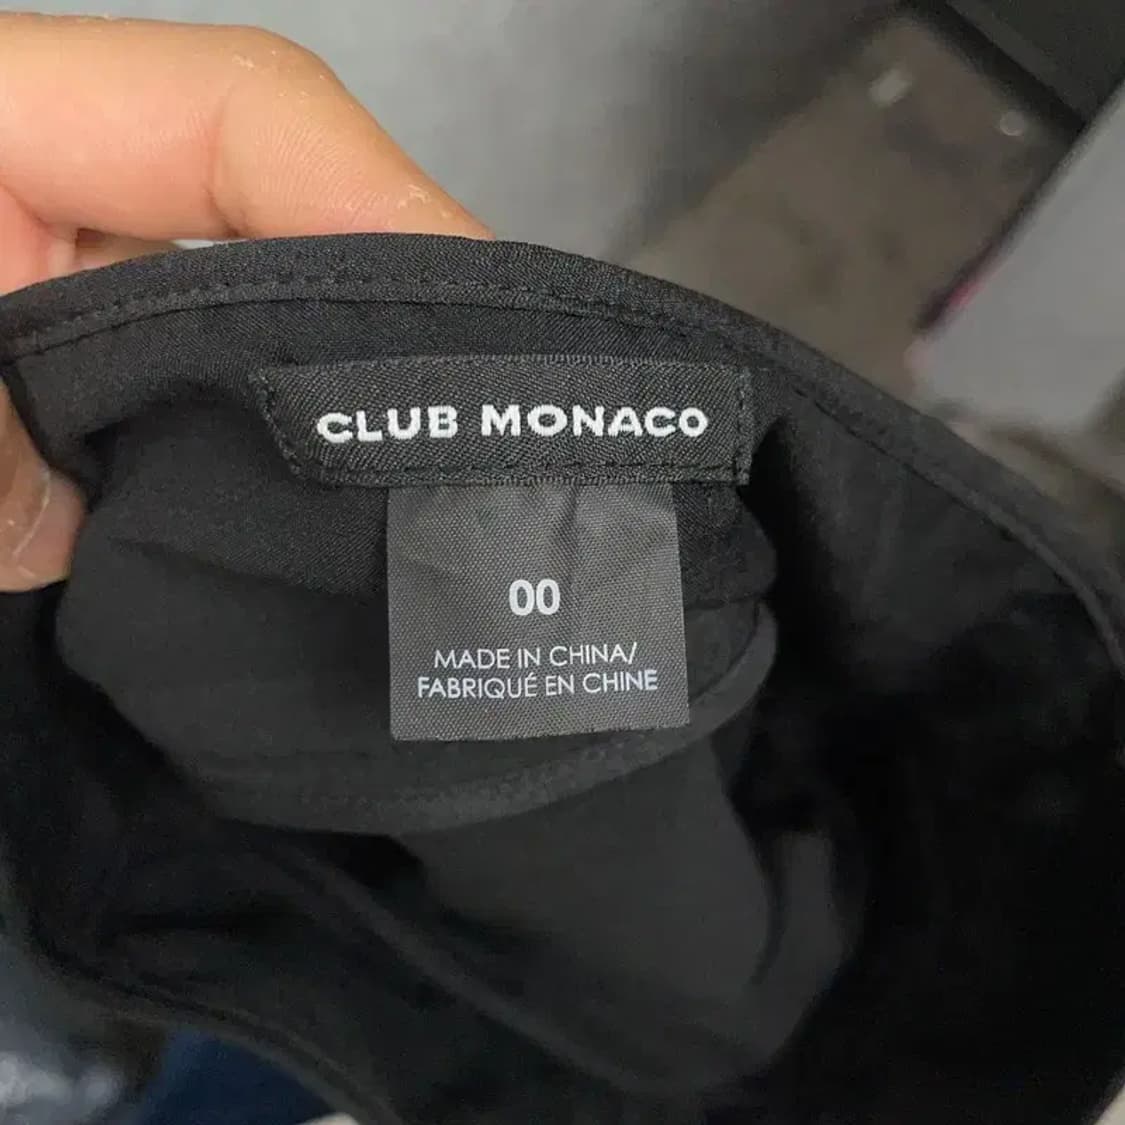 CLUB MONACO
00
MADE IN CHINA/
FABRIQUÉ EN CHINE